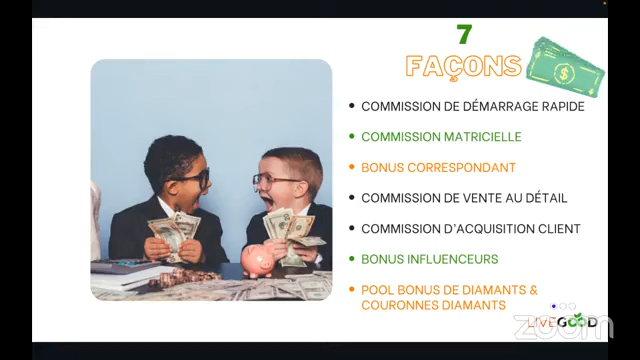 7
FAÇONS
COMMISSION DE DÉMARRAGE RAPIDE
COMMISSION MATRICIELLE
BONUS CORRESPONDANT
COMMISSION DE VENTE AU DÉTAIL
COMMISSION D'ACQUISITION CLIENT
BONUS INFLUENCEURS
POOL BONUS DE DIAMANTS &
COURONNES DIAMANTS
LIVEGOOD
zoom